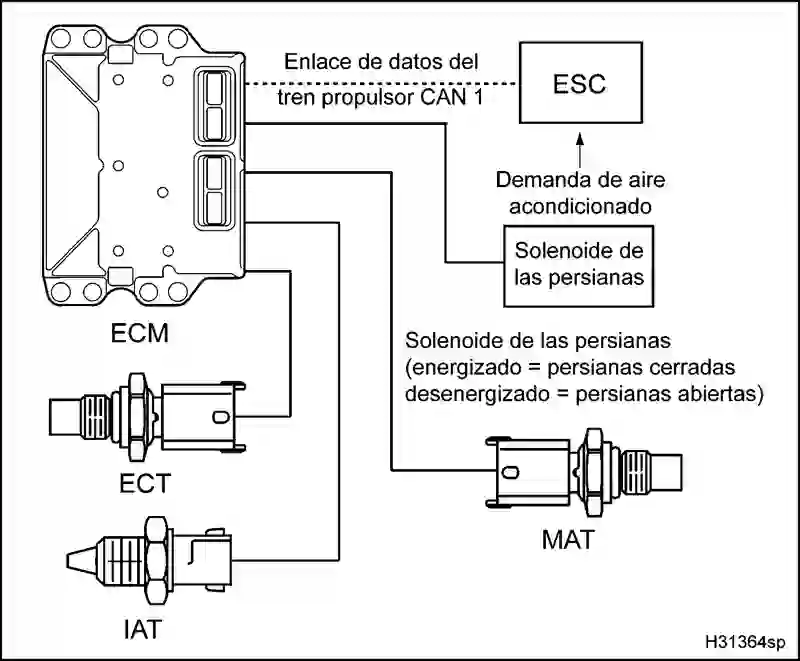 Enlace de datos del
tren propulsor CAN 1
ESC
Demanda de aire
acondicionado
Solenoide de
las persianas
ECM
Solenoide de las persianas
(energizado = persianas cerradas
desenergizado = persianas abiertas)
ECT
MAT
IAT
H31364sp